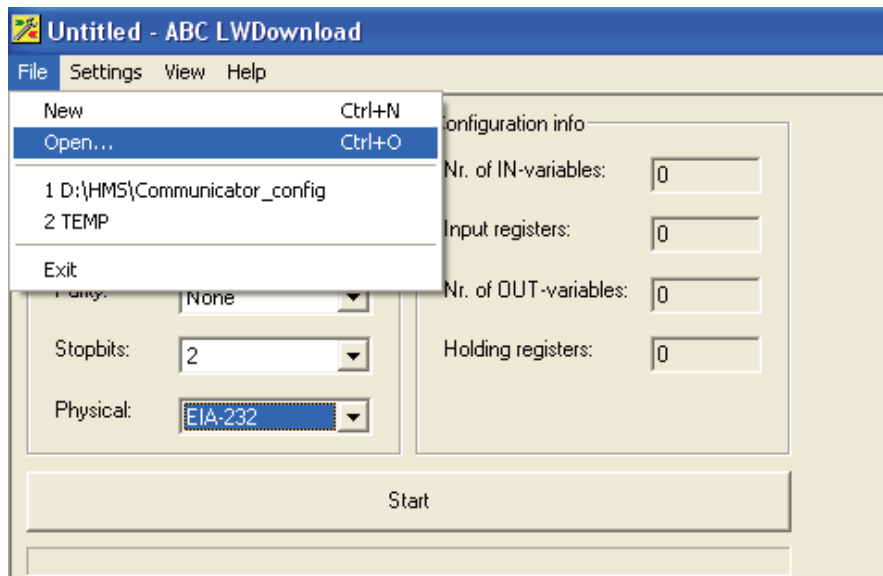 Untitled - ABC LWDownload
File Settings View Help
New Ctrl+N
Open... Ctrl+O
1 D:\HMS\Communicator_config
2 TEMP
Exit
onfiguration info
Nr. of IN-variables: 0
Input registers: 0
Nr. of OUT-variables: 0
Holding registers: 0
Parity: None
Stopbits: 2
Physical: EIA-232
Start